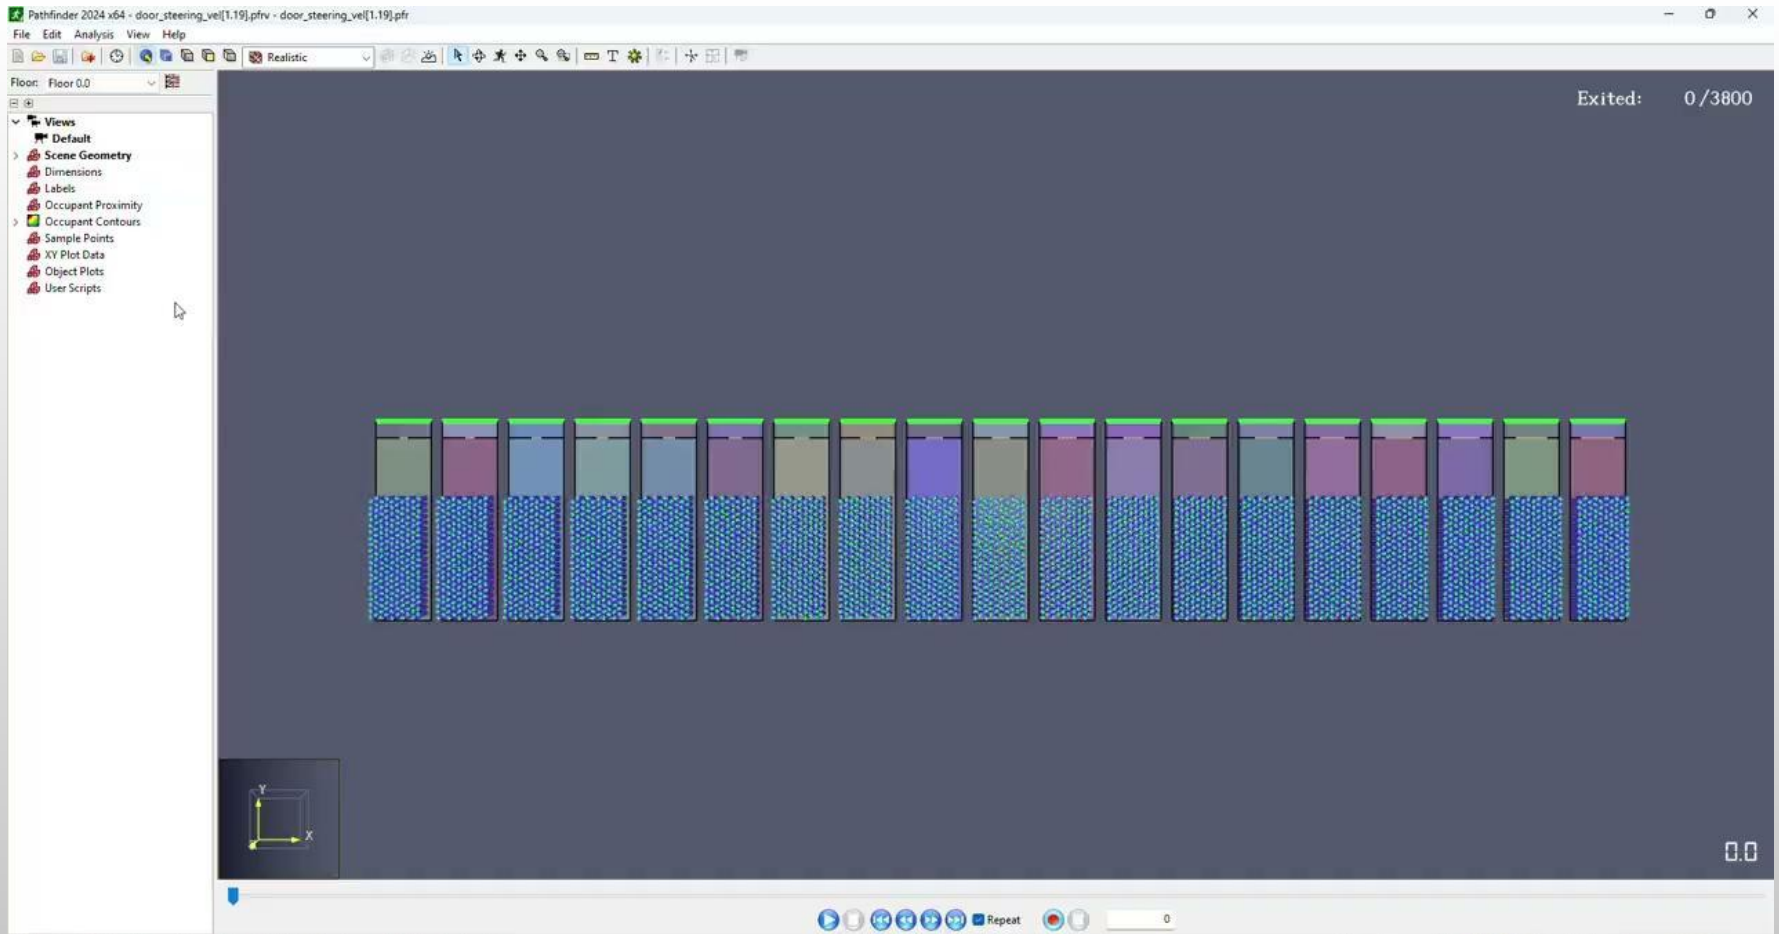 Pathfinder 2024 x64 - door_steering_vel[1.19].pfrv - door_steering_vel[1.19].pfr
File Edit Analysis View Help
Realistic
Floor: Floor 0.0
Views
Default
Scene Geometry
Dimensions
Labels
Occupant Proximity
Occupant Contours
Sample Points
XY Plot Data
Object Plots
User Scripts
Exited: 0/3800
Y
X
0.0
Repeat
0